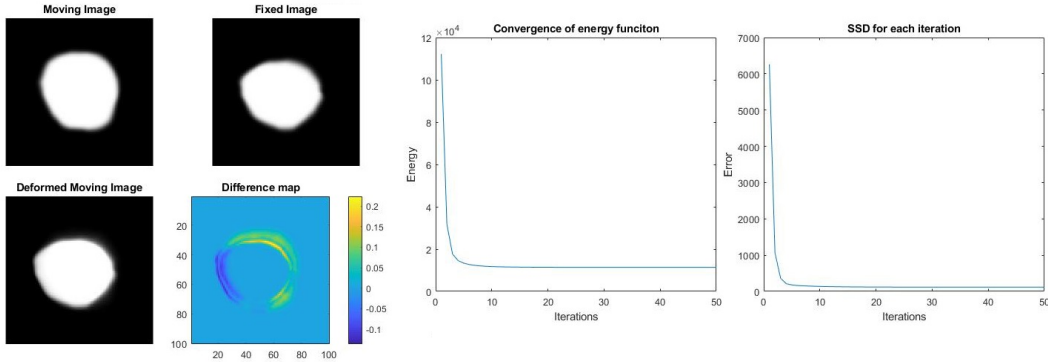 Moving Image
Fixed Image
Deformed Moving Image
Difference map
20
40
60
80
100
20 40 60 80 100
0.2
0.15
0.1
0.05
0
-0.05
-0.1
Convergence of energy funciton
×10⁴
12
10
8
6
4
2
0
Energy
0 10 20 30 40 50
Iterations
SSD for each iteration
7000
6000
5000
4000
3000
2000
1000
0
Error
0 10 20 30 40 50
Iterations